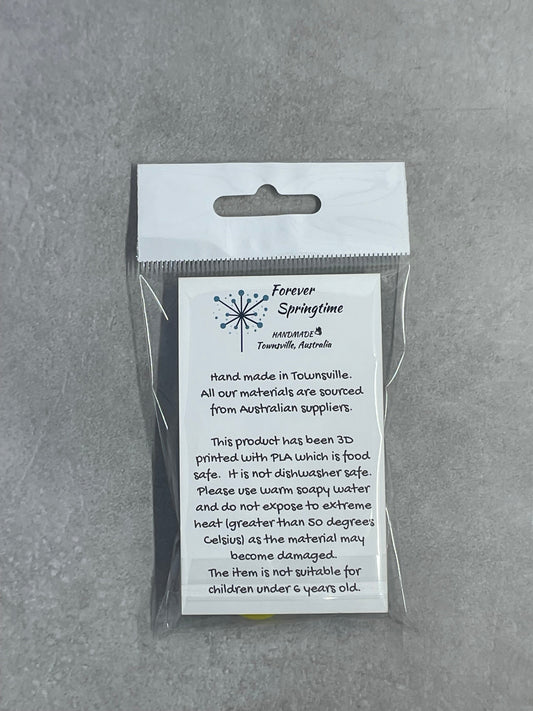 Forever
Springtime
HANDMADE
Townsville, Australia
Hand made in Townsville.
All our materials are sourced
from Australian suppliers.
This product has been 3D
printed with PLA which is food
safe. It is not dishwasher safe.
Please use warm soapy water
and do not expose to extreme
heat (greater than 50 degrees
Celsius) as the material may
become damaged.
The item is not suitable for
children under 6 years old.